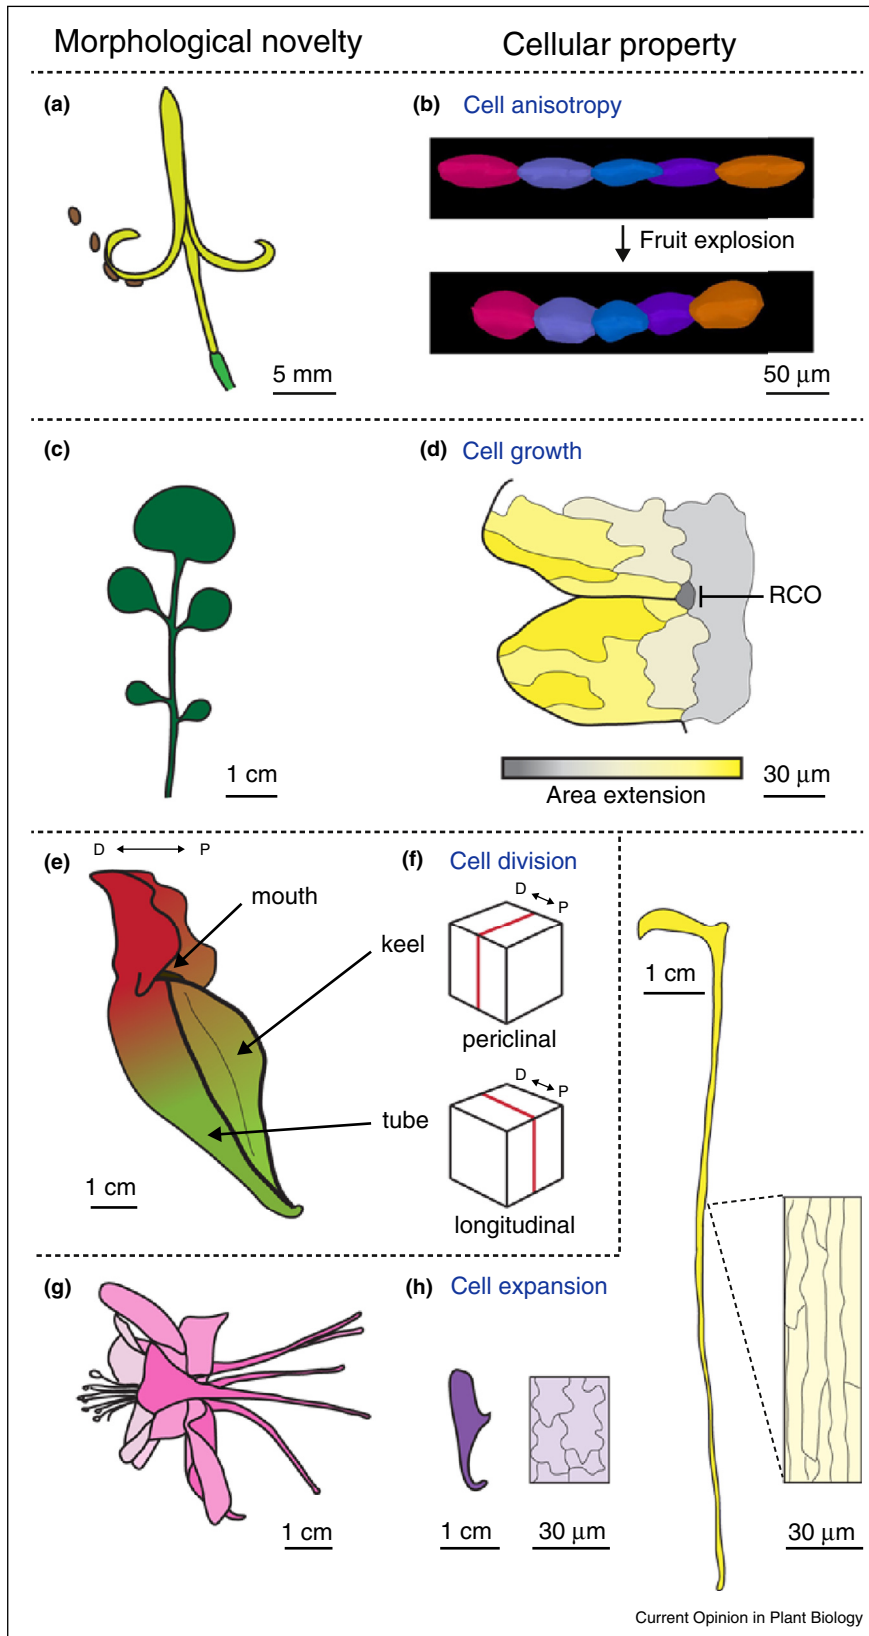 Morphological novelty
Cellular property
(a)
5 mm
(b) Cell anisotropy
Fruit explosion
50 μm
(c)
1 cm
(d) Cell growth
RCO
Area extension
30 μm
(e)
D P
mouth
keel
tube
1 cm
(f) Cell division
D
P
periclinal
D
P
longitudinal
1 cm
(g)
1 cm
(h) Cell expansion
1 cm
30 μm
30 μm
Current Opinion in Plant Biology